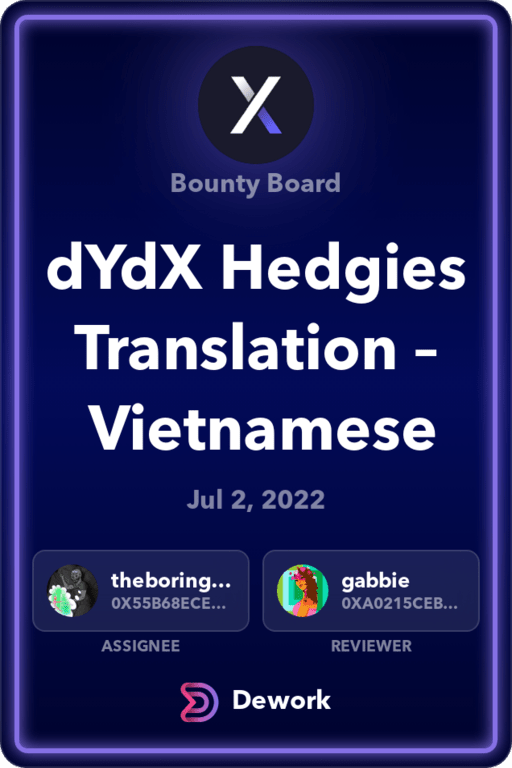 Bounty Board
dYdX Hedgies
Translation –
Vietnamese
Jul 2, 2022
theboring...
0X55B68ECE...
gabbie
0XA0215CEB...
ASSIGNEE
REVIEWER
Dework